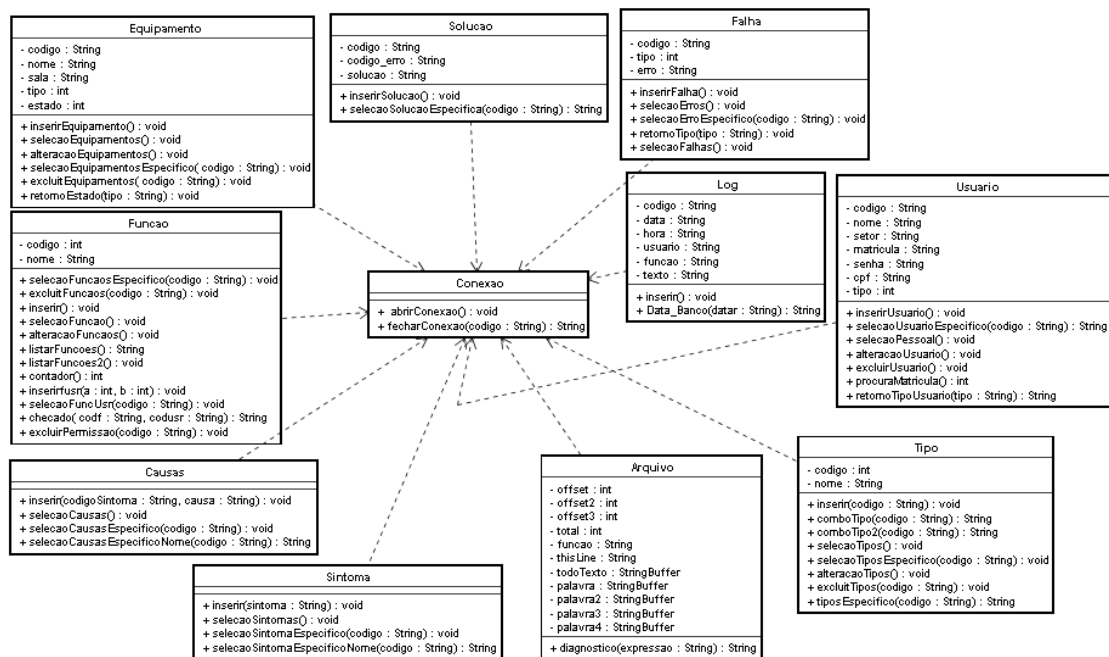 Equipamento
- codigo : String
- nome : String
- sala : String
- tipo : int
- estado : int
+ inserirEquipamento() : void
+ selecaoEquipamentos() : void
+ alteracaoEquipamentos() : void
+ selecaoEquipamentosEspecifico( codigo : String) : void
+ excluitEquipamentos( codigo : String) : void
+ retornoEstado(tipo : String) : void
Solucao
- codigo : String
- codigo_erro : String
- solucao : String
+ inserirSolucao() : void
+ selecaoSolucaoEspecifica(codigo : String) : String
Falha
- codigo : String
- tipo : int
- erro : String
+ inserirFalha() : void
+ selecaoErros() : void
+ selecaoErroEspecifico(codigo : String) : void
+ retornoTipo(tipo : String) : void
+ selecaoFalhas() : void
Log
- codigo : String
- data : String
- hora : String
- usuario : String
- funcao : String
- texto : String
+ inserir() : void
+ Data_Banco(datar : String) : String
Usuario
- codigo : String
- nome : String
- setor : String
- matricula : String
- senha : String
- cpf : String
- tipo : int
+ inserirUsuario() : void
+ selecaoUsuarioEspecifico(codigo : String) : String
+ selecaoPessoal() : void
+ alteracaoUsuario() : void
+ excluirUsuario() : void
+ procuraMatricula() : int
+ retornoTipoUsuario(tipo : String) : String
Funcao
- codigo : int
- nome : String
+ selecaoFuncaosEspecifico(codigo : String) : void
+ excluitFuncaos(codigo : String) : void
+ inserir() : void
+ selecaoFuncao() : void
+ alteracaoFuncaos() : void
+ listarFuncoes() : String
+ listarFuncoes2() : void
+ contador() : int
+ inserirfusr(a : int, b : int) : void
+ selecaoFuncUsr(codigo : String) : void
+ checado( codf : String, codusr : String) : String
+ excluirPermissao(codigo : String) : void
Conexao
+ abrirConexao() : void
+ fecharConexao(codigo : String) : String
Causas
+ inserir(codigoSintoma : String, causa : String) : void
+ selecaoCausas() : void
+ selecaoCausasEspecifico(codigo : String) : void
+ selecaoCausasEspecificoNome(codigo : String) : String
Sintoma
+ inserir(sintoma : String) : void
+ selecaoSintomas() : void
+ selecaoSintomaEspecifico(codigo : String) : void
+ selecaoSintomaEspecificoNome(codigo : String) : String
Arquivo
- offset : int
- offset2 : int
- offset3 : int
- total : int
- funcao : String
- thisLine : String
- todoTexto : StringBuffer
- palavra : StringBuffer
- palavra2 : StringBuffer
- palavra3 : StringBuffer
- palavra4 : StringBuffer
+ diagnostico(expressao : String) : String
Tipo
- codigo : int
- nome : String
+ inserir(codigo : String) : void
+ comboTipo(codigo : String) : String
+ comboTipo2(codigo : String) : String
+ selecaoTipos() : void
+ selecaoTiposEspecifico(codigo : String) : void
+ alteracaoTipos() : void
+ excluitTipos(codigo : String) : void
+ tiposEspecifico(codigo : String) : String